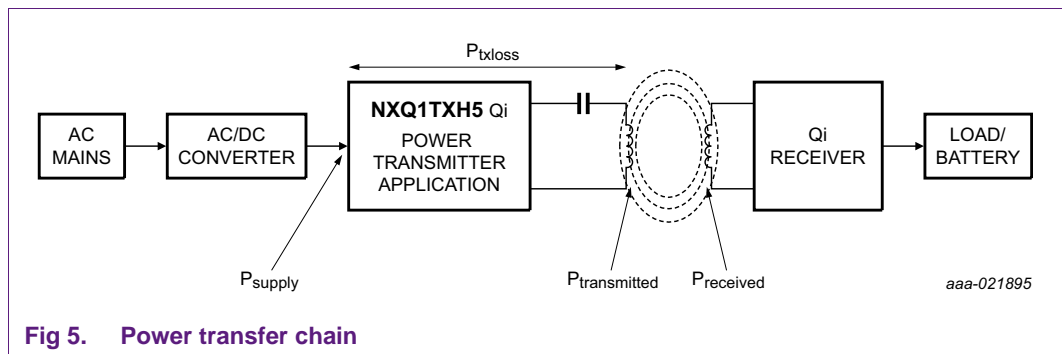 P_txloss
AC
MAINS
AC/DC
CONVERTER
NXQ1TXH5 Qi
POWER
TRANSMITTER
APPLICATION
Qi
RECEIVER
LOAD/
BATTERY
P_supply
P_transmitted
P_received
aaa-021895
Fig 5. Power transfer chain